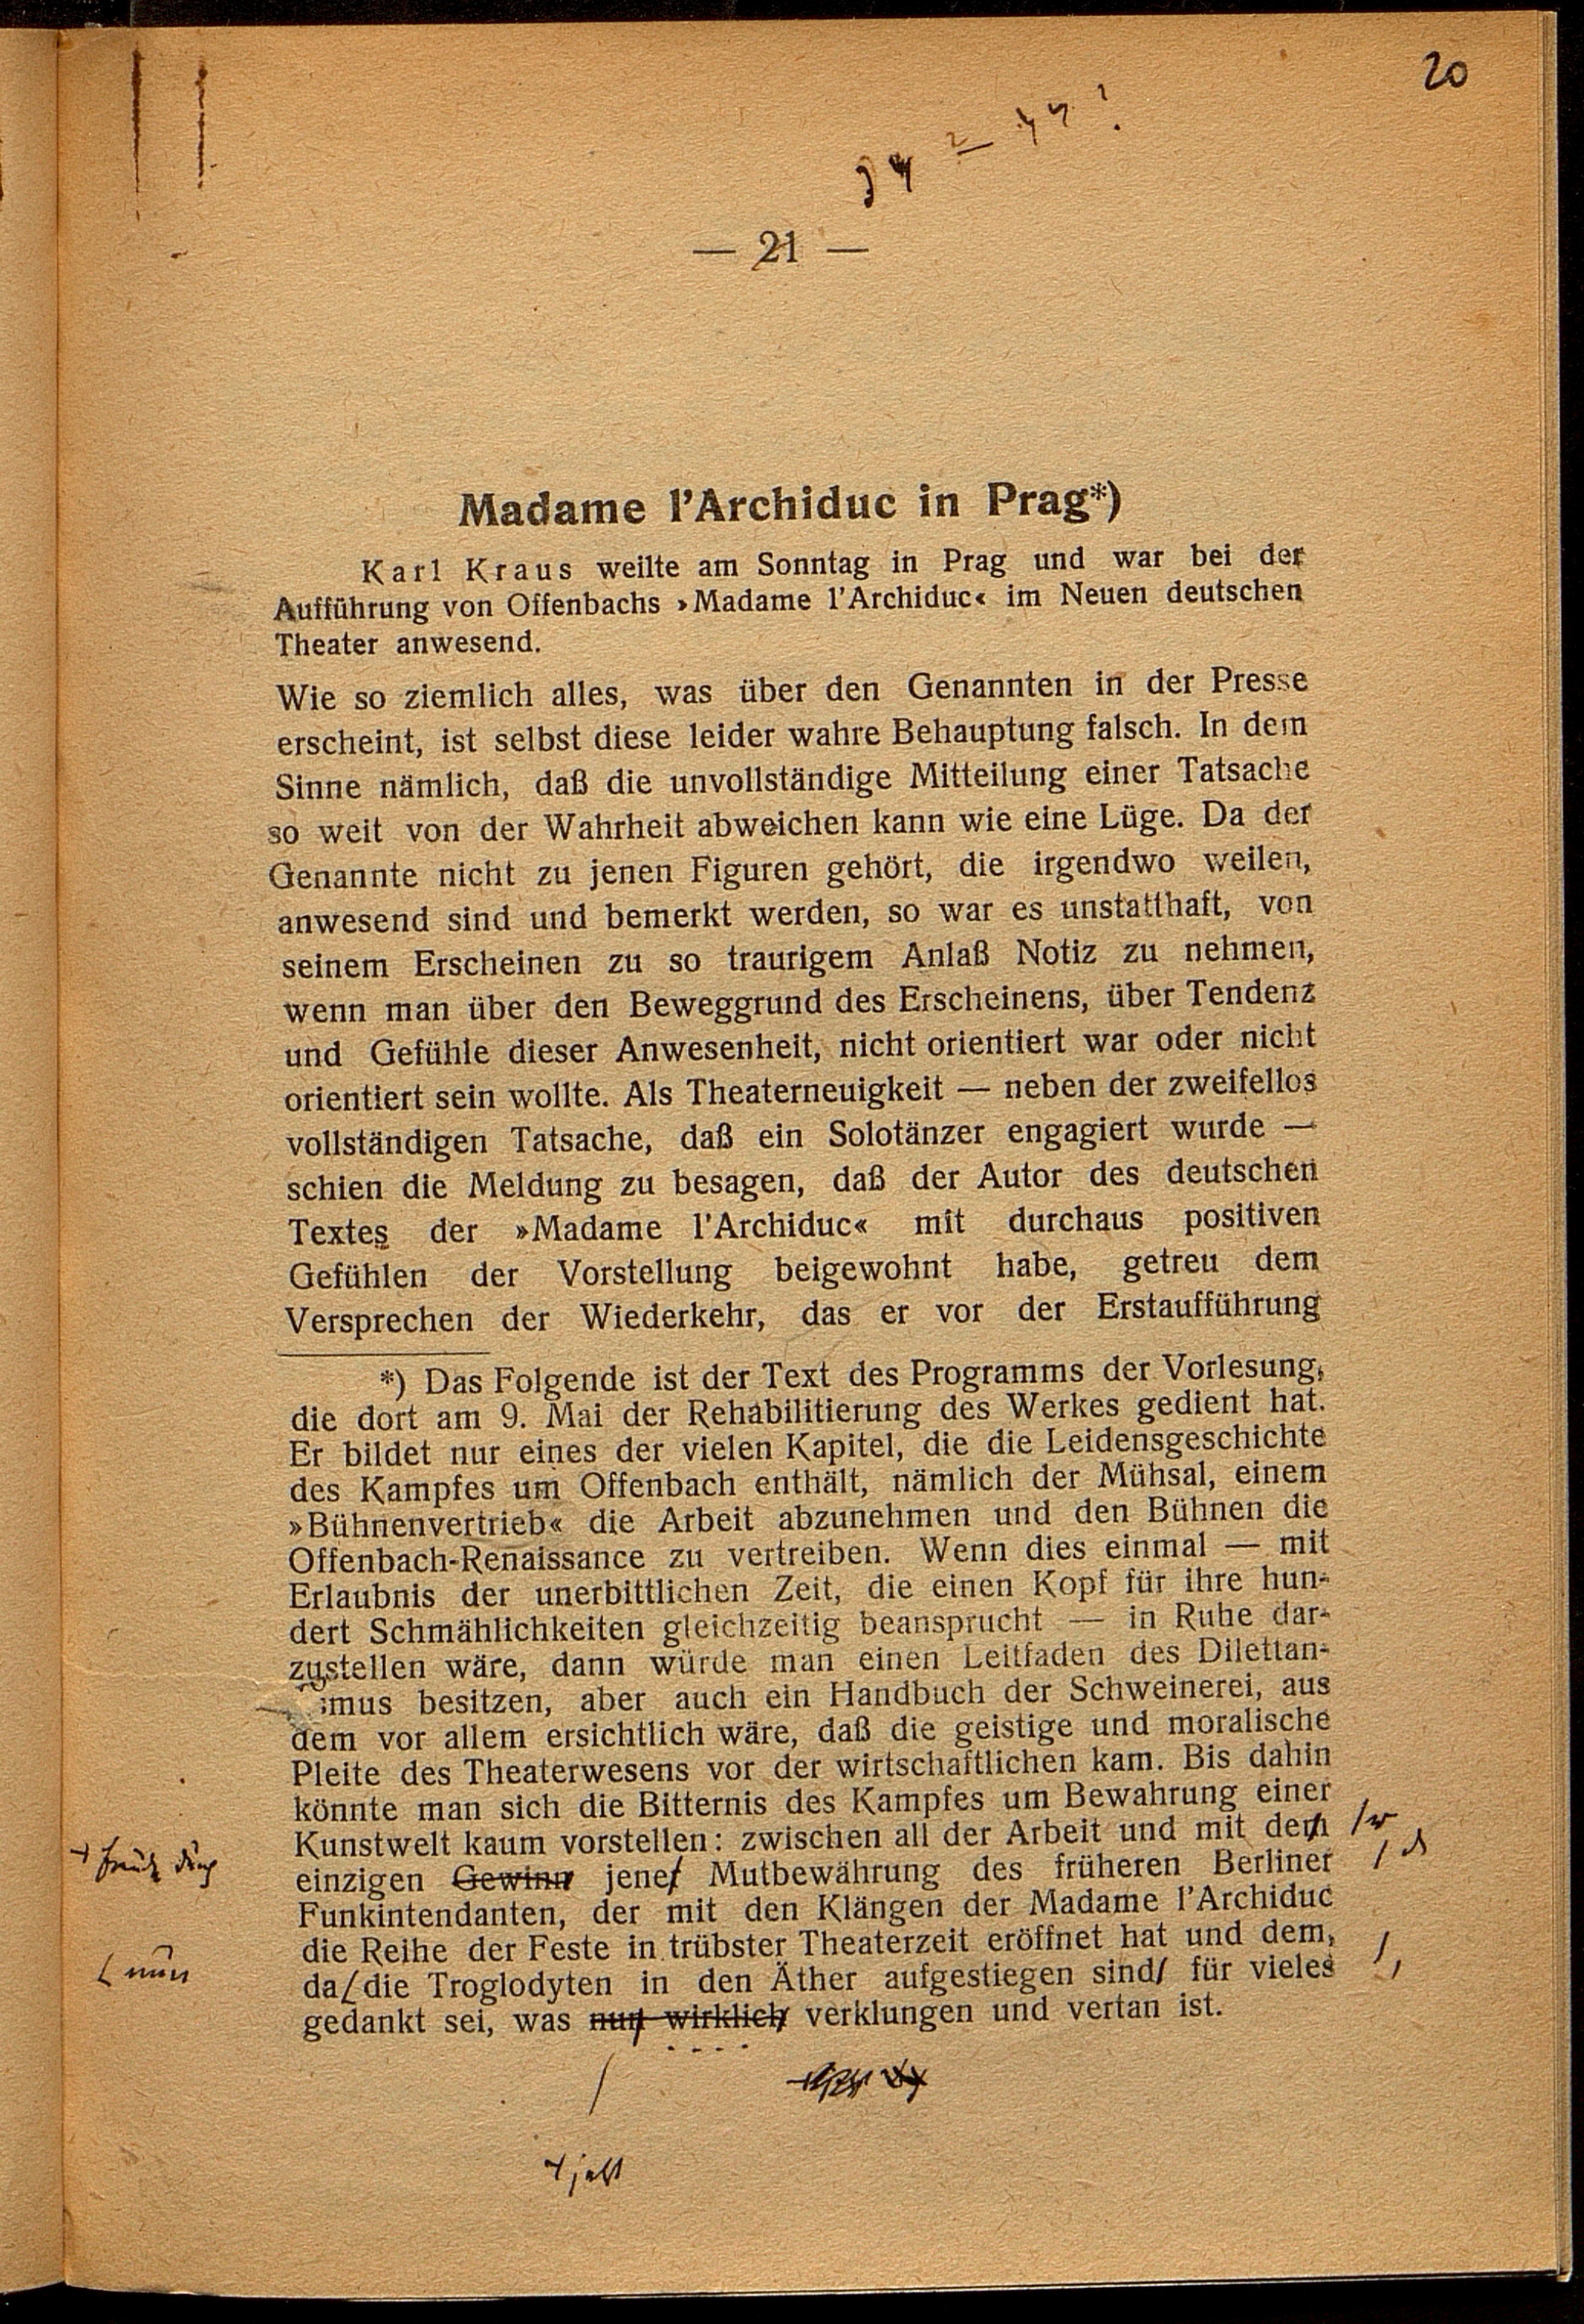 20
— 21 —
Madame l'Archiduc in Prag*)
Karl Kraus weilte am Sonntag in Prag und war bei der
Aufführung von Offenbachs »Madame l'Archiduc« im Neuen deutschen
Theater anwesend.
Wie so ziemlich alles, was über den Genannten in der Presse
erscheint, ist selbst diese leider wahre Behauptung falsch. In dem
Sinne nämlich, daß die unvollständige Mitteilung einer Tatsache
so weit von der Wahrheit abweichen kann wie eine Lüge. Da der
Genannte nicht zu jenen Figuren gehört, die irgendwo weilen,
anwesend sind und bemerkt werden, so war es unstatthaft, von
seinem Erscheinen zu so traurigem Anlaß Notiz zu nehmen,
wenn man über den Beweggrund des Erscheinens, über Tendenz
und Gefühle dieser Anwesenheit, nicht orientiert war oder nicht
orientiert sein wollte. Als Theaterneuigkeit — neben der zweifellos
vollständigen Tatsache, daß ein Solotänzer engagiert wurde —
schien die Meldung zu besagen, daß der Autor des deutschen
Textes der »Madame l'Archiduc« mit durchaus positiven
Gefühlen der Vorstellung beigewohnt habe, getreu dem
Versprechen der Wiederkehr, das er vor der Erstaufführung
*) Das Folgende ist der Text des Programms der Vorlesung,
die dort am 9. Mai der Rehabilitierung des Werkes gedient hat.
Er bildet nur eines der vielen Kapitel, die die Leidensgeschichte
des Kampfes um Offenbach enthält, nämlich der Mühsal, einem
»Bühnenvertrieb« die Arbeit abzunehmen und den Bühnen die
Offenbach-Renaissance zu vertreiben. Wenn dies einmal — mit
Erlaubnis der unerbittlichen Zeit, die einen Kopf für ihre hun-
dert Schmählichkeiten gleichzeitig beansprucht — in Ruhe dar-
zustellen wäre, dann würde man einen Leitfaden des Dilettan-
ismus besitzen, aber auch ein Handbuch der Schweinerei, aus
dem vor allem ersichtlich wäre, daß die geistige und moralische
Pleite des Theaterwesens vor der wirtschaftlichen kam. Bis dahin
könnte man sich die Bitternis des Kampfes um Bewahrung einer
Kunstwelt kaum vorstellen: zwischen all der Arbeit und mit dem
einzigen Gewinn jener Mutbewährung des früheren Berliner
Funkintendanten, der mit den Klängen der Madame l'Archiduc
die Reihe der Feste in trübster Theaterzeit eröffnet hat und dem,
nun
da die Troglodyten in den Äther aufgestiegen sind für vieles
gedankt sei, was nun wirklich verklungen und vertan ist.
jetzt